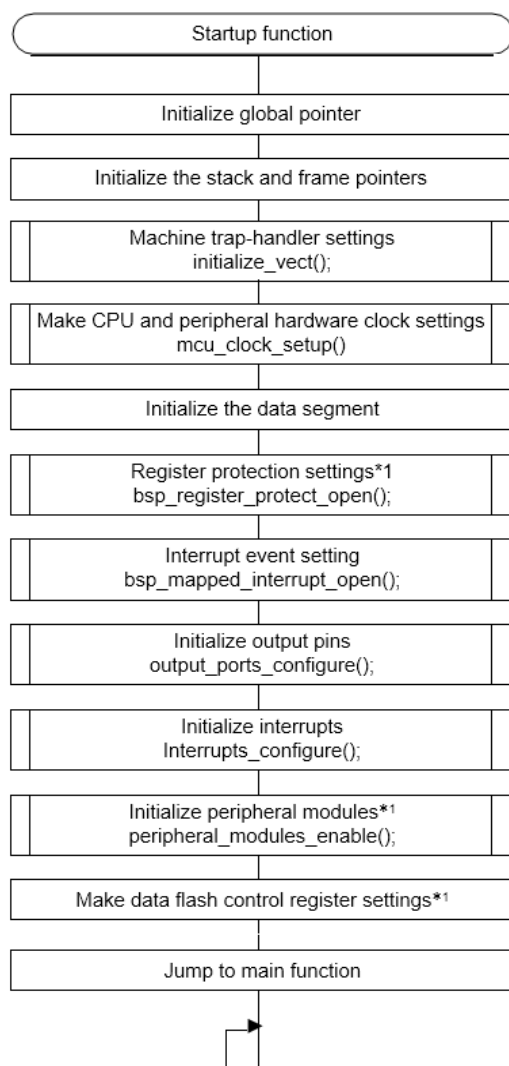 Startup function
Initialize global pointer
Initialize the stack and frame pointers
Machine trap-handler settings
initialize_vect();
Make CPU and peripheral hardware clock settings
mcu_clock_setup()
Initialize the data segment
Register protection settings*1
bsp_register_protect_open();
Interrupt event setting
bsp_mapped_interrupt_open();
Initialize output pins
output_ports_configure();
Initialize interrupts
Interrupts_configure();
Initialize peripheral modules*¹
peripheral_modules_enable();
Make data flash control register settings*¹
Jump to main function